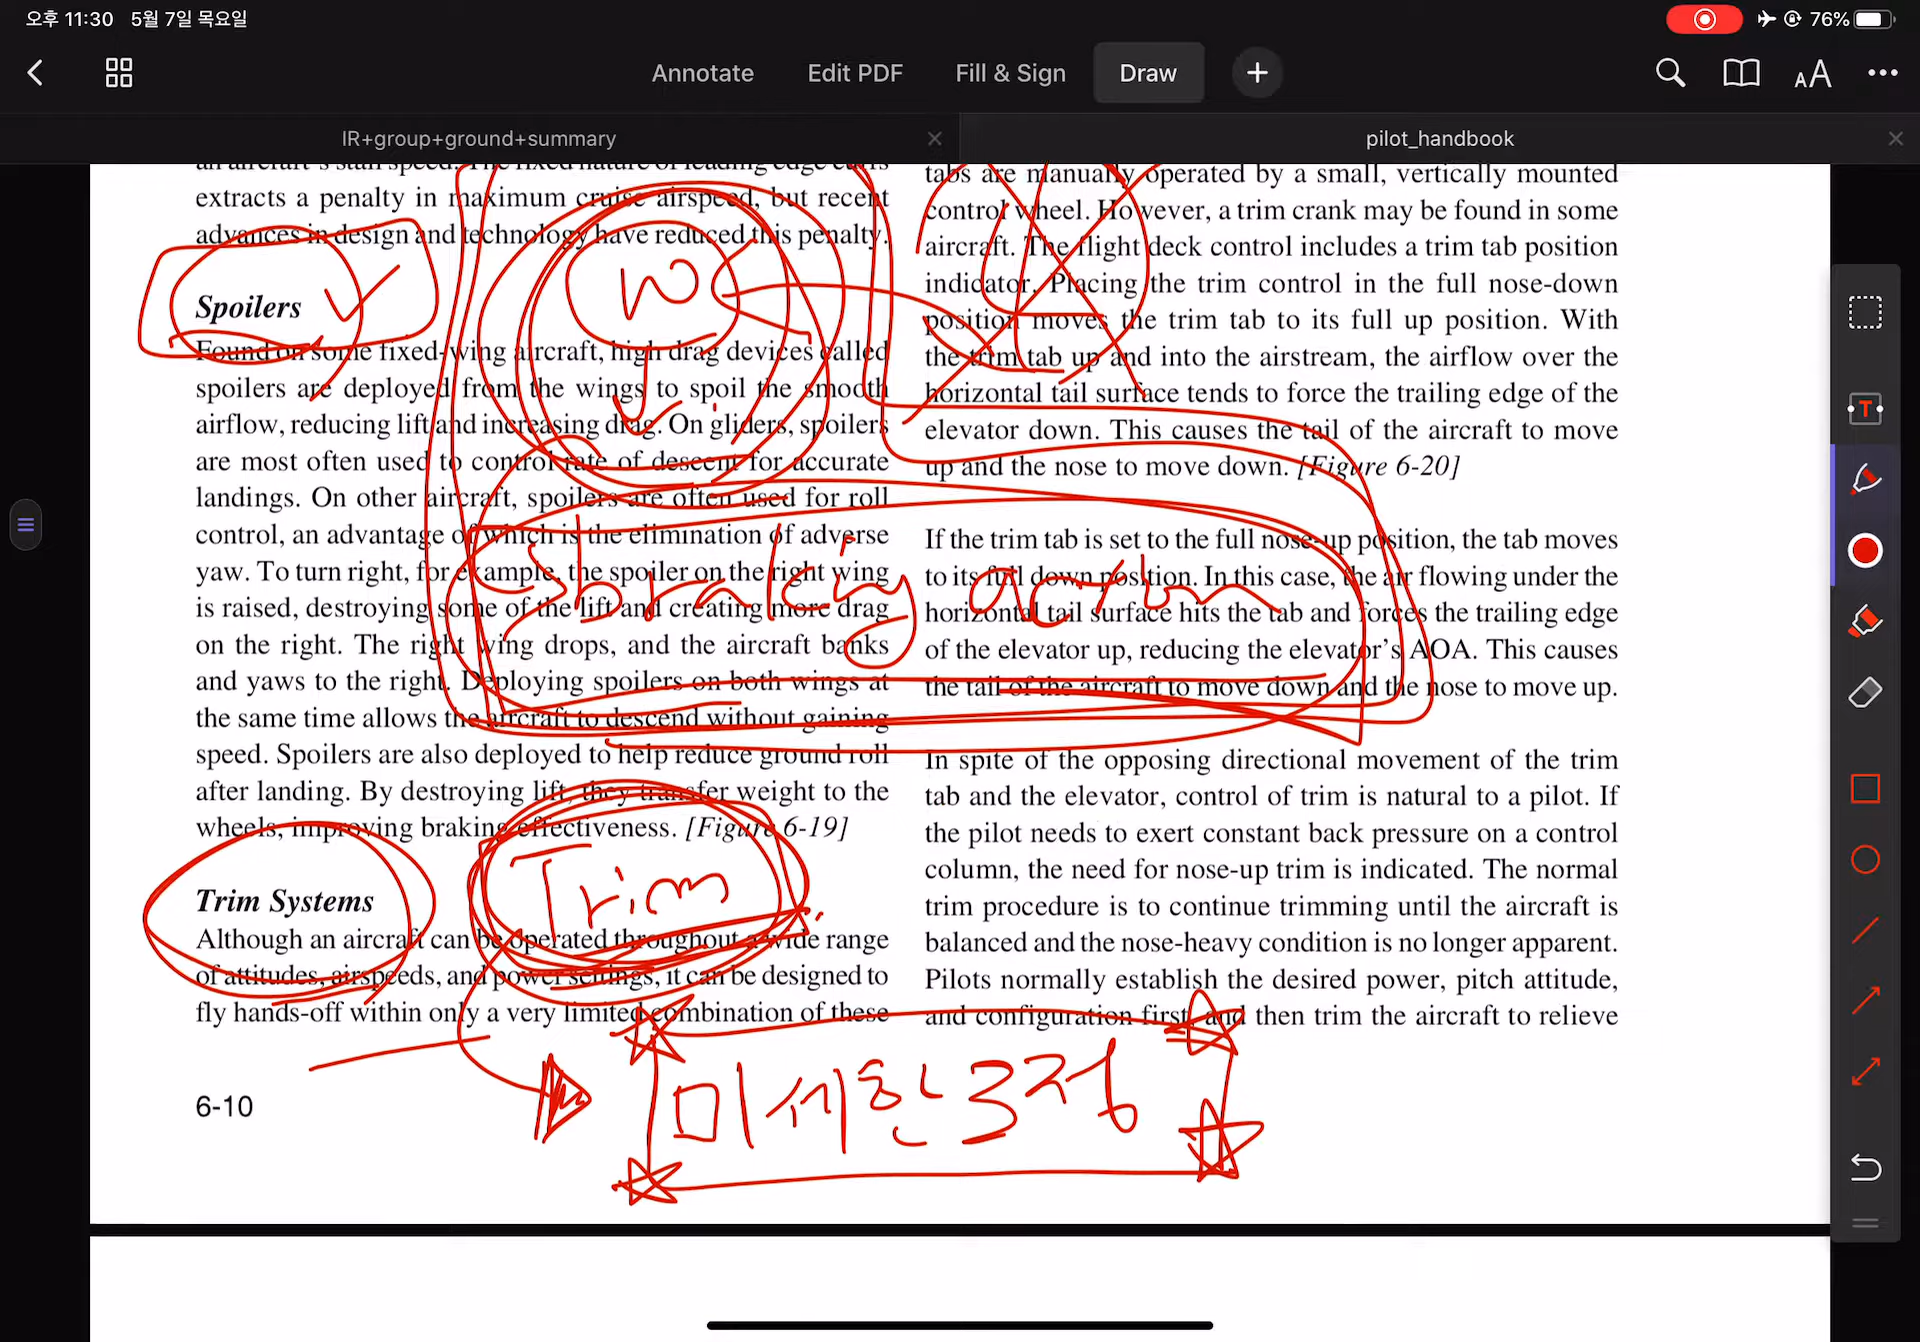 오후 11:30 5월 7일 목요일
76%
Annotate Edit PDF Fill & Sign Draw
AA
IR+group+ground+summary
pilot_handbook
an aircraft's stall speed. The fixed nature of leading edge cuffs
extracts a penalty in maximum cruise airspeed, but recent
advances in design and technology have reduced this penalty.
Spoilers
Found on some fixed-wing aircraft, high drag devices called
spoilers are deployed from the wings to spoil the smooth
airflow, reducing lift and increasing drag. On gliders, spoilers
are most often used to control rate of descent for accurate
landings. On other aircraft, spoilers are often used for roll
control, an advantage of which is the elimination of adverse
yaw. To turn right, for example, the spoiler on the right wing
is raised, destroying some of the lift and creating more drag
on the right. The right wing drops, and the aircraft banks
and yaws to the right. Deploying spoilers on both wings at
the same time allows the aircraft to descend without gaining
speed. Spoilers are also deployed to help reduce ground roll
after landing. By destroying lift, they transfer weight to the
wheels, improving braking effectiveness. [Figure 6-19]
Trim Systems
Although an aircraft can be operated throughout a wide range
of attitudes, airspeeds, and power settings, it can be designed to
fly hands-off within only a very limited combination of these
6-10
tabs are manually operated by a small, vertically mounted
control wheel. However, a trim crank may be found in some
aircraft. The flight deck control includes a trim tab position
indicator. Placing the trim control in the full nose-down
position moves the trim tab to its full up position. With
the trim tab up and into the airstream, the airflow over the
horizontal tail surface tends to force the trailing edge of the
elevator down. This causes the tail of the aircraft to move
up and the nose to move down. [Figure 6-20]
If the trim tab is set to the full nose-up position, the tab moves
to its full down position. In this case, the air flowing under the
horizontal tail surface hits the tab and forces the trailing edge
of the elevator up, reducing the elevator's AOA. This causes
the tail of the aircraft to move down and the nose to move up.
In spite of the opposing directional movement of the trim
tab and the elevator, control of trim is natural to a pilot. If
the pilot needs to exert constant back pressure on a control
column, the need for nose-up trim is indicated. The normal
trim procedure is to continue trimming until the aircraft is
balanced and the nose-heavy condition is no longer apparent.
Pilots normally establish the desired power, pitch attitude,
and configuration first, and then trim the aircraft to relieve
braking action
Trim
미세한 조정
T